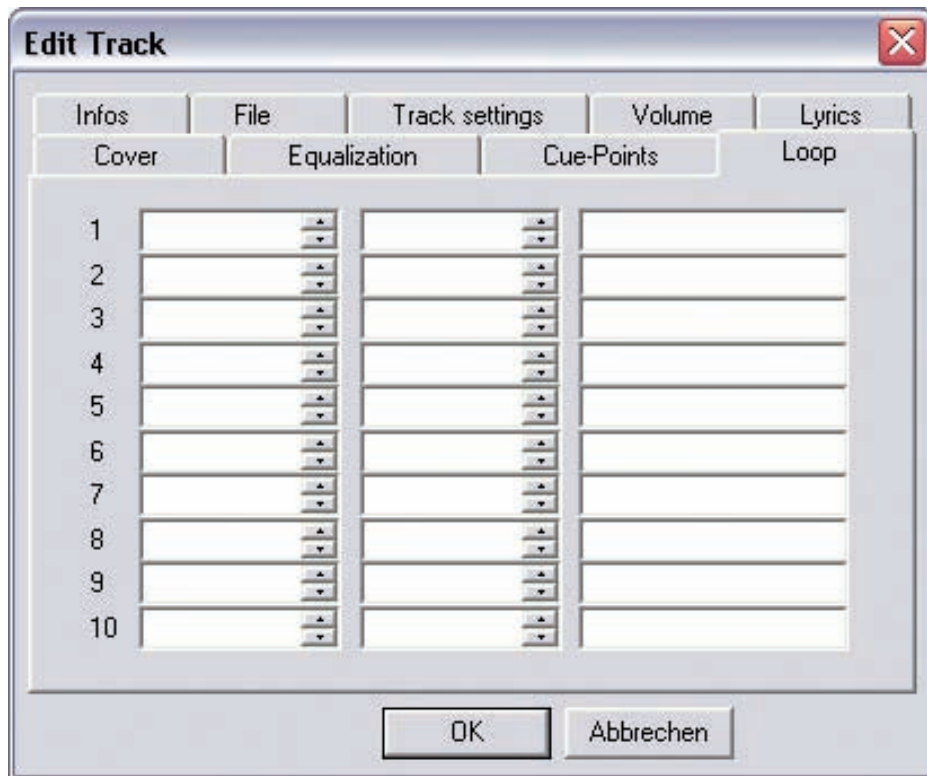 Edit Track
Infos File Track settings Volume Lyrics
Cover Equalization Cue-Points Loop
1
2
3
4
5
6
7
8
9
10
OK Abbrechen